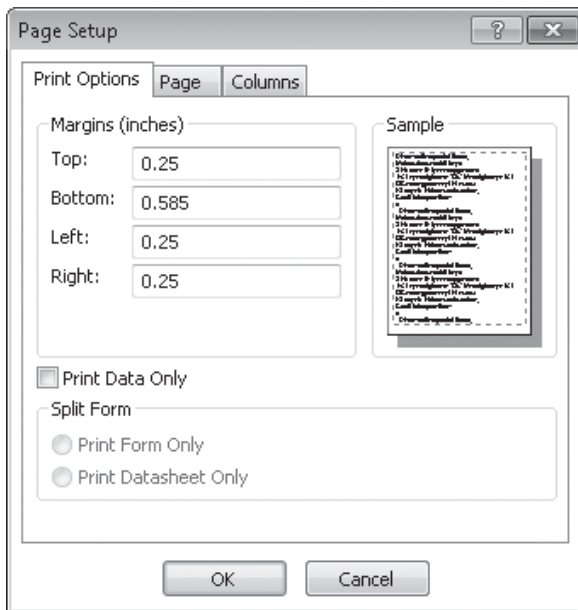 Page Setup
Print Options Page Columns
Margins (inches)
Top: 0.25
Bottom: 0.585
Left: 0.25
Right: 0.25
Sample
Print Data Only
Split Form
Print Form Only
Print Datasheet Only
OK Cancel